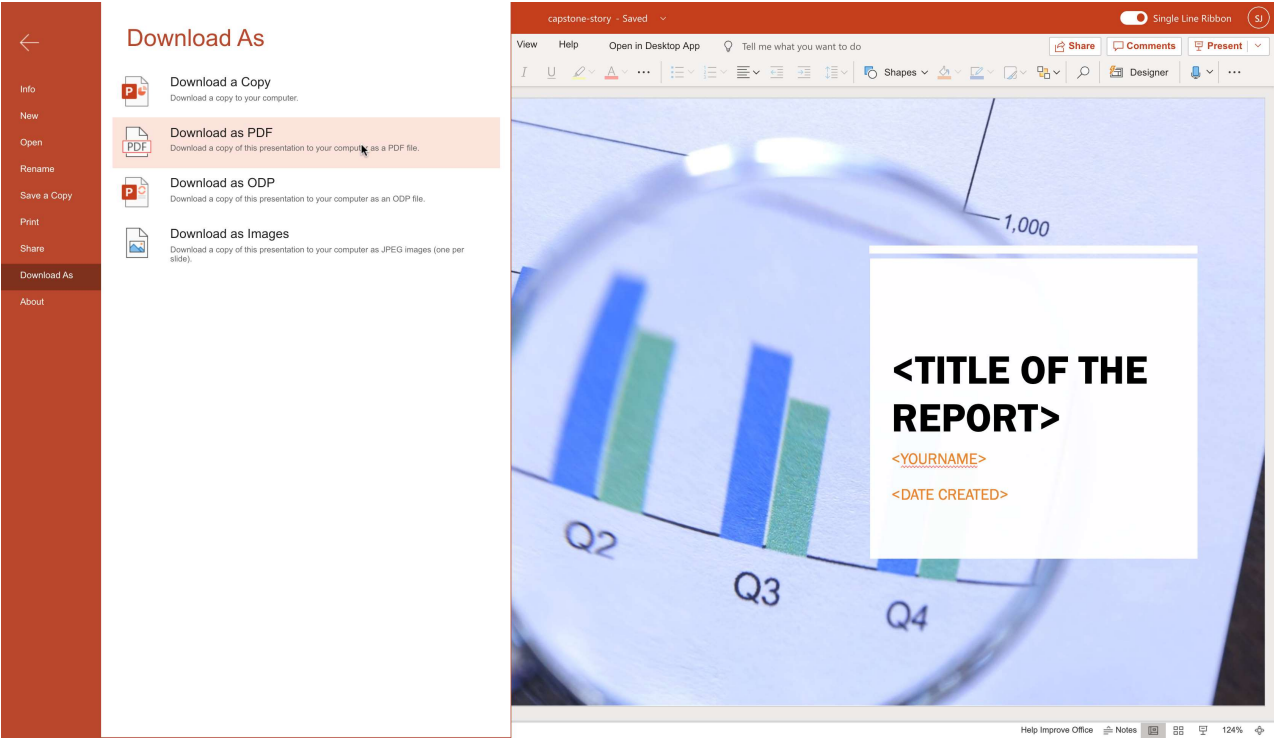 capstone-story - Saved
Single Line Ribbon
SJ
Download As
View
Help
Open in Desktop App
Tell me what you want to do
Share
Comments
Present
I
U
A
Shapes
Designer
Info
New
Open
Rename
Save a Copy
Print
Share
Download As
About
P
Download a Copy
Download a copy to your computer.
PDF
Download as PDF
Download a copy of this presentation to your computer as a PDF file.
P
Download as ODP
Download a copy of this presentation to your computer as an ODP file.
Download as Images
Download a copy of this presentation to your computer as JPEG images (one per
slide).
1,000
<TITLE OF THE
REPORT>
<YOURNAME>
<DATE CREATED>
Q2
Q3
Q4
Help Improve Office
Notes
124%